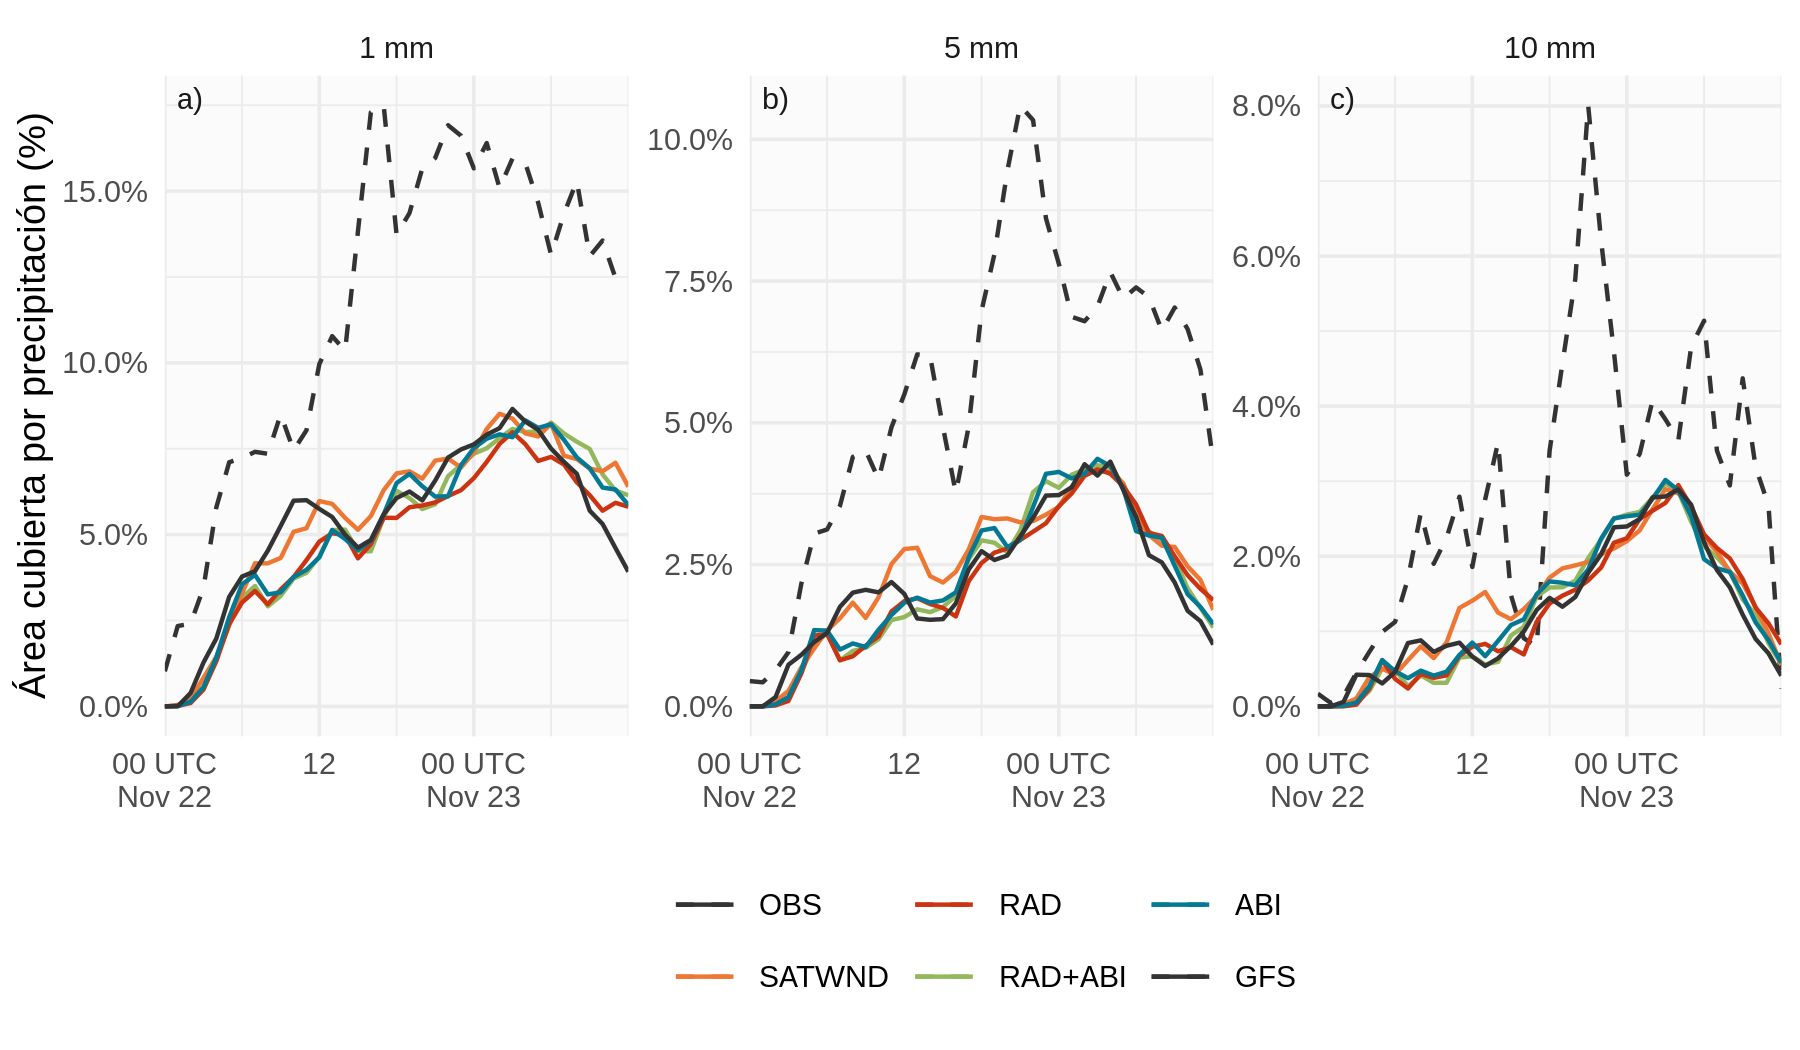 1 mm
5 mm
10 mm
a)
b)
c)
Área cubierta por precipitación (%)
15.0%
10.0%
5.0%
0.0%
10.0%
7.5%
5.0%
2.5%
0.0%
8.0%
6.0%
4.0%
2.0%
0.0%
00 UTC
Nov 22
12
00 UTC
Nov 23
00 UTC
Nov 22
12
00 UTC
Nov 23
00 UTC
Nov 22
12
00 UTC
Nov 23
OBS
RAD
ABI
SATWND
RAD+ABI
GFS